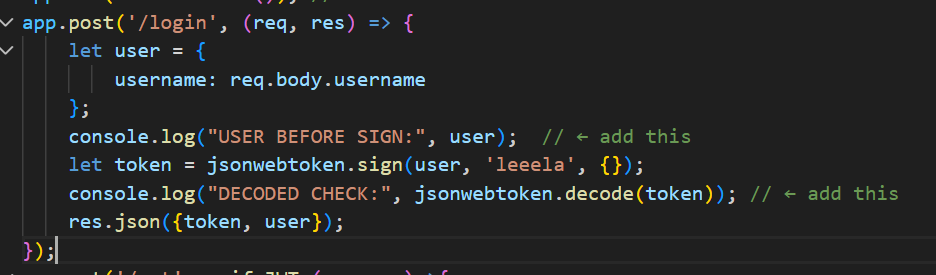 app.post('/login', (req, res) => {
    let user = {
        username: req.body.username
    };
    console.log("USER BEFORE SIGN:", user);  // ← add this
    let token = jsonwebtoken.sign(user, 'leeela', {});
    console.log("DECODED CHECK:", jsonwebtoken.decode(token)); // ← add this
    res.json({token, user});
});